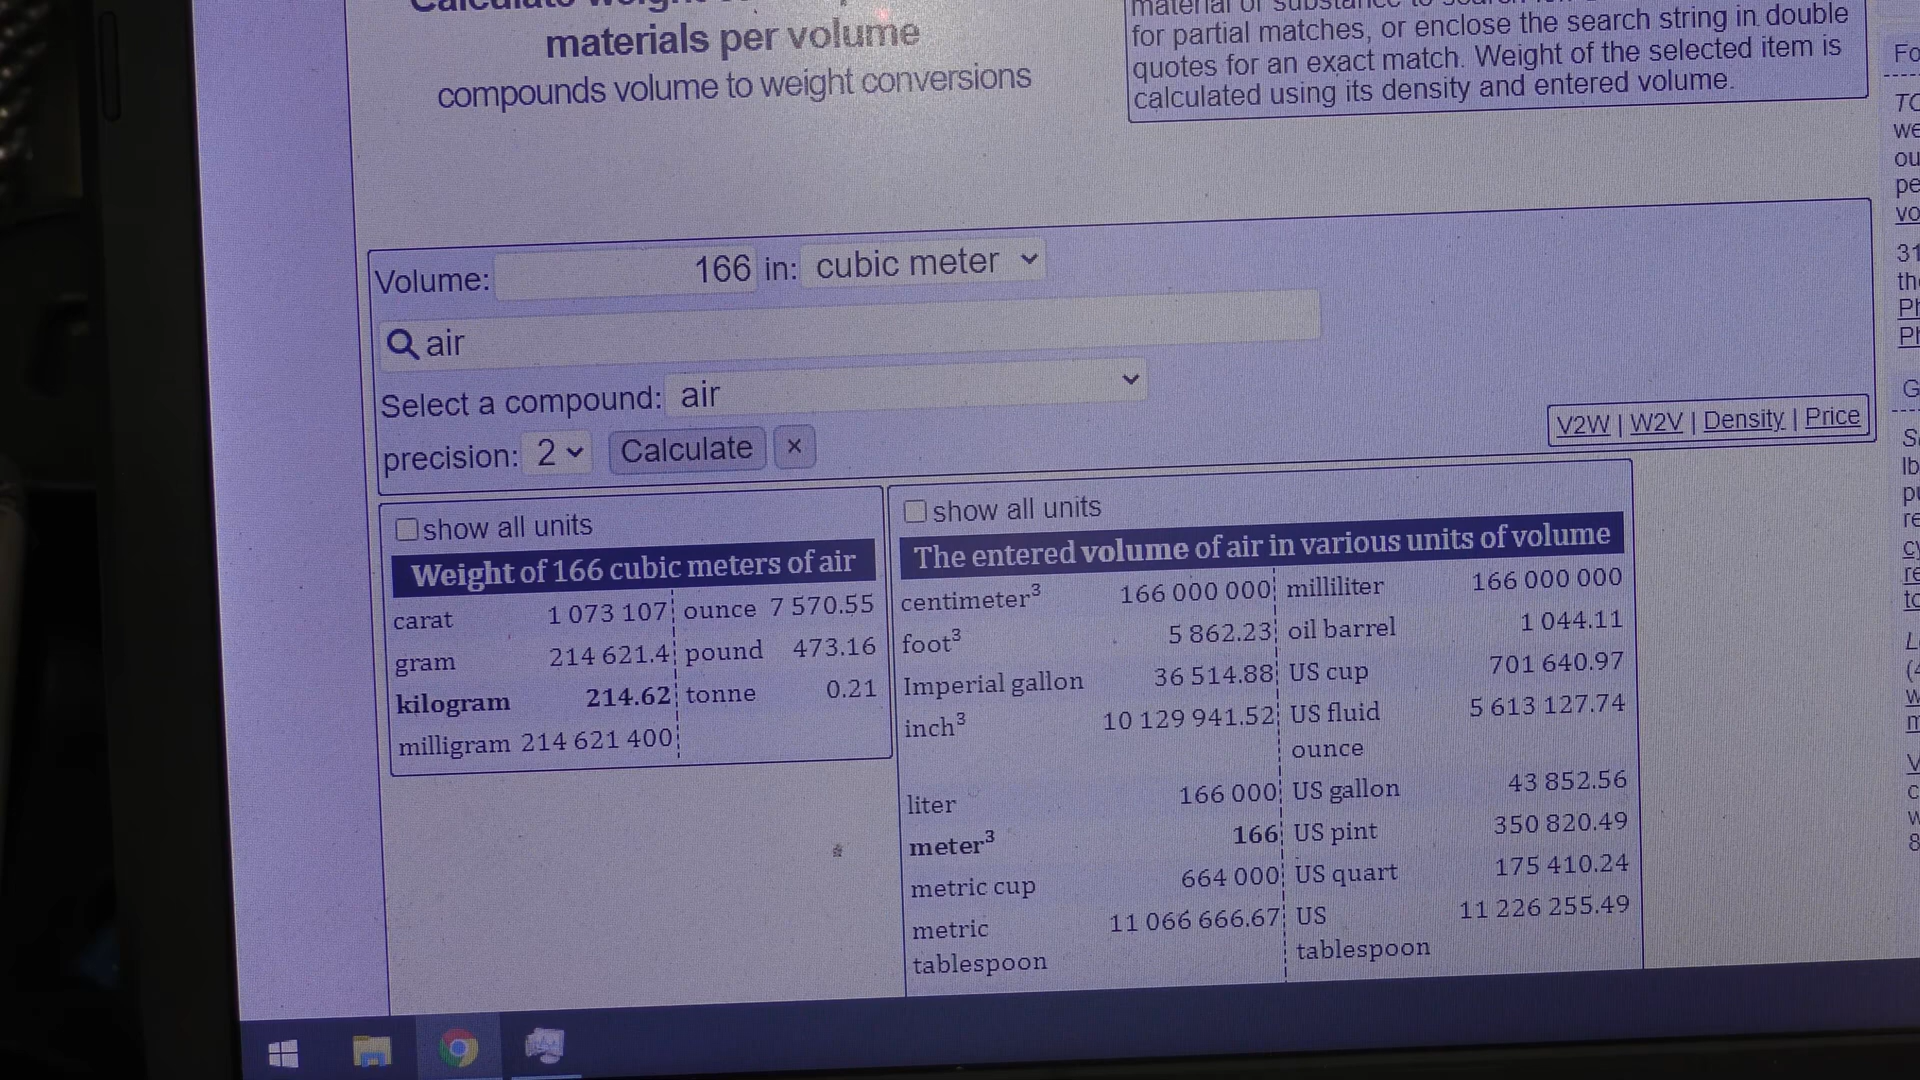 materials per volume
compounds volume to weight conversions
for partial matches, or enclose the search string in double
quotes for an exact match. Weight of the selected item is
calculated using its density and entered volume.
Volume: 166 in: cubic meter
air
Select a compound: air
precision: 2 Calculate ×
V2W | W2V | Density | Price
show all units
Weight of 166 cubic meters of air
carat 1 073 107 ounce 7 570.55
gram 214 621.4 pound 473.16
kilogram 214.62 tonne 0.21
milligram 214 621 400
show all units
The entered volume of air in various units of volume
centimeter³ 166 000 000 milliliter 166 000 000
foot³ 5 862.23 oil barrel 1 044.11
Imperial gallon 36 514.88 US cup 701 640.97
inch³ 10 129 941.52 US fluid 5 613 127.74
ounce
liter 166 000 US gallon 43 852.56
meter³ 166 US pint 350 820.49
metric cup 664 000 US quart 175 410.24
metric 11 066 666.67 US 11 226 255.49
tablespoon tablespoon